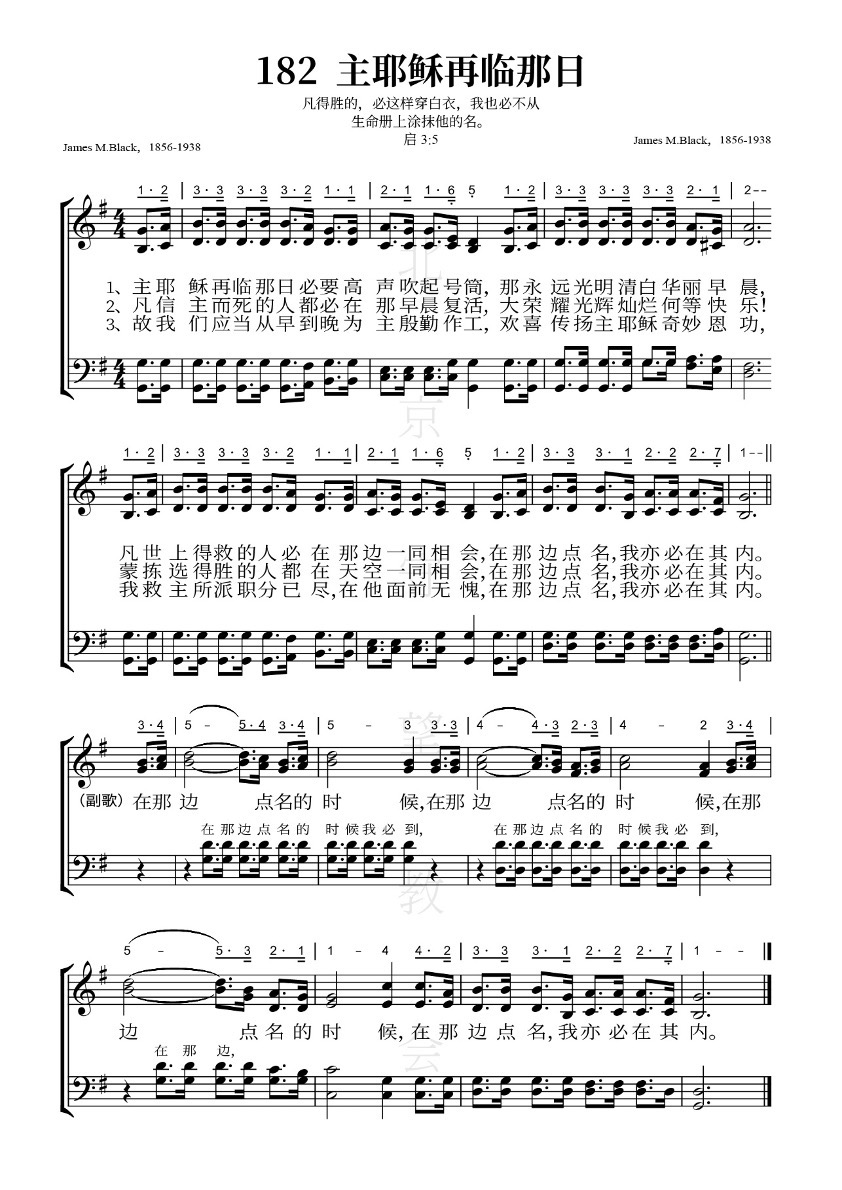 182 主耶稣再临那日
凡得胜的，必这样穿白衣，我也必不从
生命册上涂抹他的名。
启 3:5
James M.Black， 1856-1938
James M.Black， 1856-1938
1· 2 | 3· 3 3· 3 3· 2 1· 1 | 2· 1 1· 6 5 1· 2 | 3· 3 3· 3 3· 3 2· 1 | 2--
1、主耶 稣再临那日必要高 声吹起号筒, 那永 远光明清白华丽早 晨,
2、凡信 主而死的人都必在 那早晨复活, 大荣 耀光辉灿烂何等快 乐!
3、故我 们应当从早到晚为 主殷勤作工, 欢喜 传扬主耶稣奇妙恩 功,
1· 2 | 3· 3 3· 3 3· 2 1· 1 | 2· 1 1· 6 5 1· 2 | 3· 3 3· 1 2· 2 2· 7 | 1--||
凡世上得救的人必在那边一同相会,在那边点名,我亦必在其内。
蒙拣选得胜的人都在天空一同相会,在那边点名,我亦必在其内。
我救主所派职分已尽,在他面前无愧,在那边点名,我亦必在其内。
3· 4 | 5 - 5· 4 3· 4 | 5 - 3 3· 3 | 4 - 4· 3 2· 3 | 4 - 2 3· 4 |
（副歌）在那 边 点名的 时 候,在那 边 点名的 时 候,在那
在那边点名的 时候我必到, 在那边点名的 时候我必到,
5 - 5· 3 2· 1 | 1 - 4 4· 2 | 3· 3 3· 1 2· 2 2· 7 | 1 - -
边 点名的 时 候, 在那边点名,我亦必在其内。
在 那 边,
北京守望教会